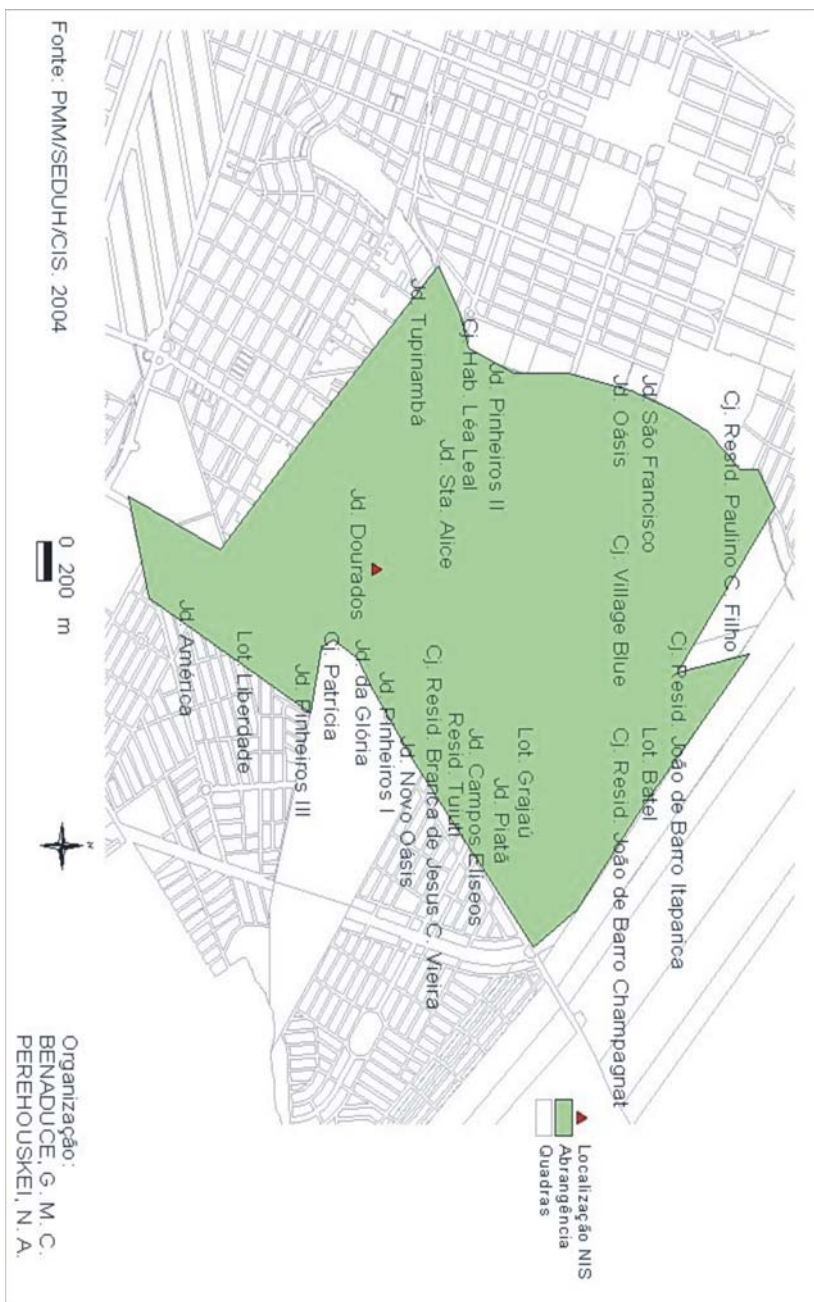 Cj. Resid. Paulino C. Filho
Cj. Resid. João de Barro Itaparica
Jd. São Francisco
Lot. Batel
Jd. Oásis
Cj. Village Blue
Cj. Resid. João de Barro Champagnat
Lot. Grajaú
Jd. Pinheiros II
Jd. Piatã
Cj. Hab. Léa Leal
Jd. Campos Elíseos
Jd. Sta. Alice
Resid. Tuiuti
Cj. Resid. Branca de Jesus C. Vieira
Jd. Tupinambá
Jd. Novo Oásis
Jd. Pinheiros I
Jd. Dourados
Jd. da Glória
Cj. Patrícia
Jd. Pinheiros III
Lot. Liberdade
Jd. América
Localização NIS
Abrangência
Quadras
0 200 m
N
Fonte: PMM/SEDUH/CIS. 2004
Organização:
BENADUCE, G. M. C.
PEREHOUSKEI, N. A.